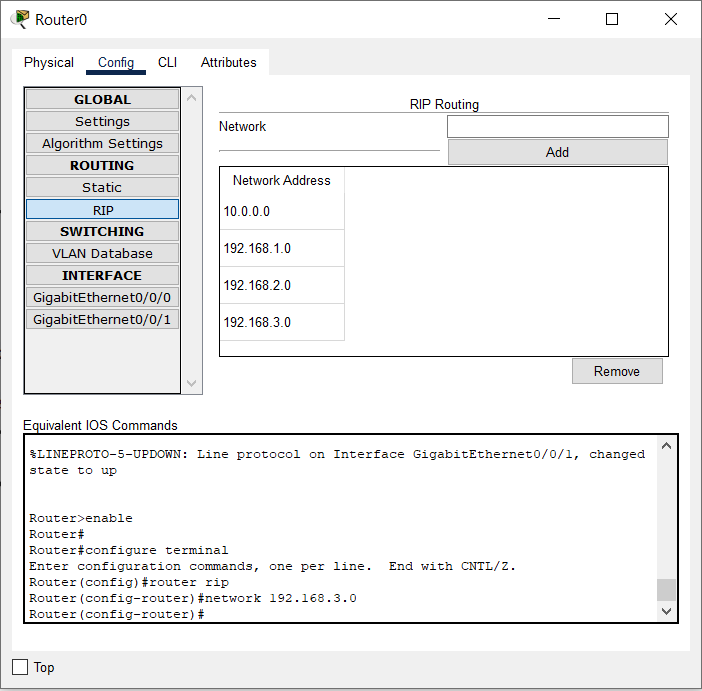 Router0
Physical Config CLI Attributes
GLOBAL
Settings
Algorithm Settings
ROUTING
Static
RIP
SWITCHING
VLAN Database
INTERFACE
GigabitEthernet0/0/0
GigabitEthernet0/0/1
RIP Routing
Network
Add
Network Address
10.0.0.0
192.168.1.0
192.168.2.0
192.168.3.0
Remove
Equivalent IOS Commands
%LINEPROTO-5-UPDOWN: Line protocol on Interface GigabitEthernet0/0/1, changed
state to up
Router>enable
Router#
Router#configure terminal
Enter configuration commands, one per line.  End with CNTL/Z.
Router(config)#router rip
Router(config-router)#network 192.168.3.0
Router(config-router)#
Top